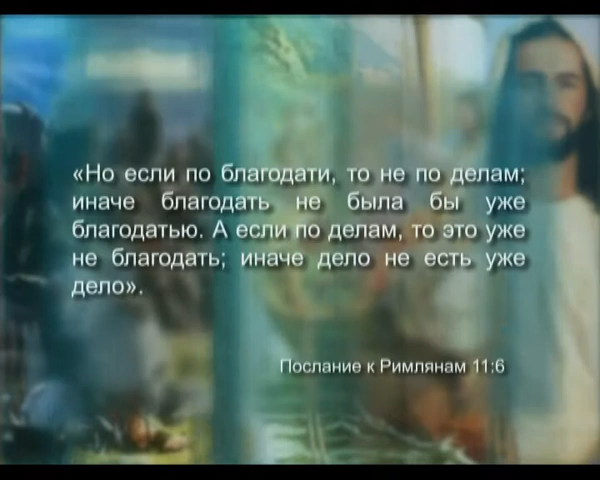 «Но если по благодати, то не по делам;
иначе благодать не была бы уже
благодатью. А если по делам, то это уже
не благодать; иначе дело не есть уже
дело».
Послание к Римлянам 11:6